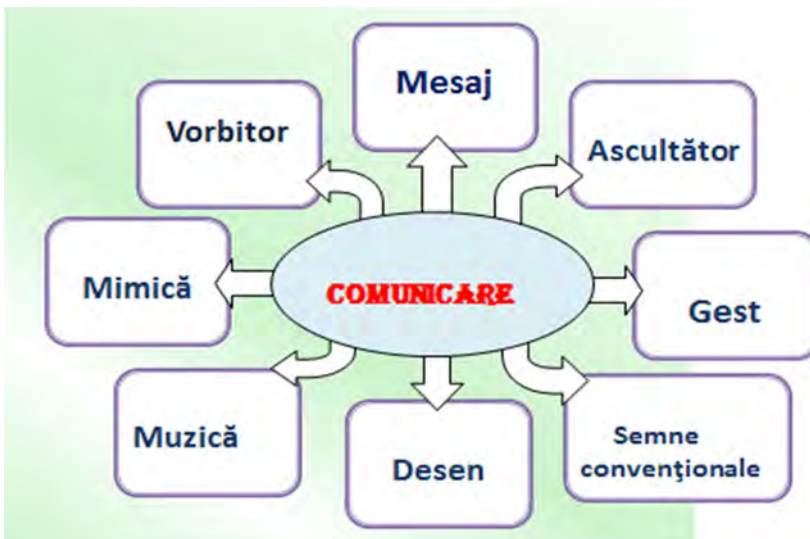 Mesaj
Vorbitor
Ascultător
Mimică
COMUNICARE
Gest
Muzică
Desen
Semne
convenţionale